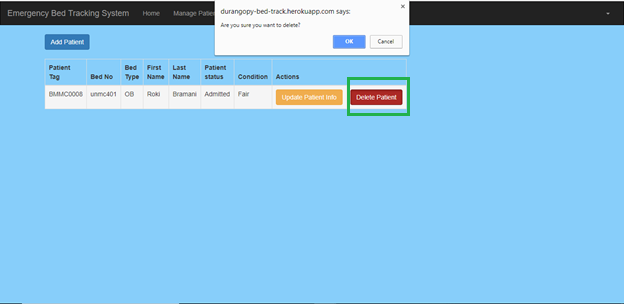 Emergency Bed Tracking System Home Manage Patie
durangopy-bed-track.herokuapp.com says:
Are you sure you want to delete?
OK Cancel
Add Patient
Patient Tag Bed No Bed Type First Name Last Name Patient status Condition Actions
BMMC0008 unmc401 OB Roki Bramani Admitted Fair Update Patient Info Delete Patient